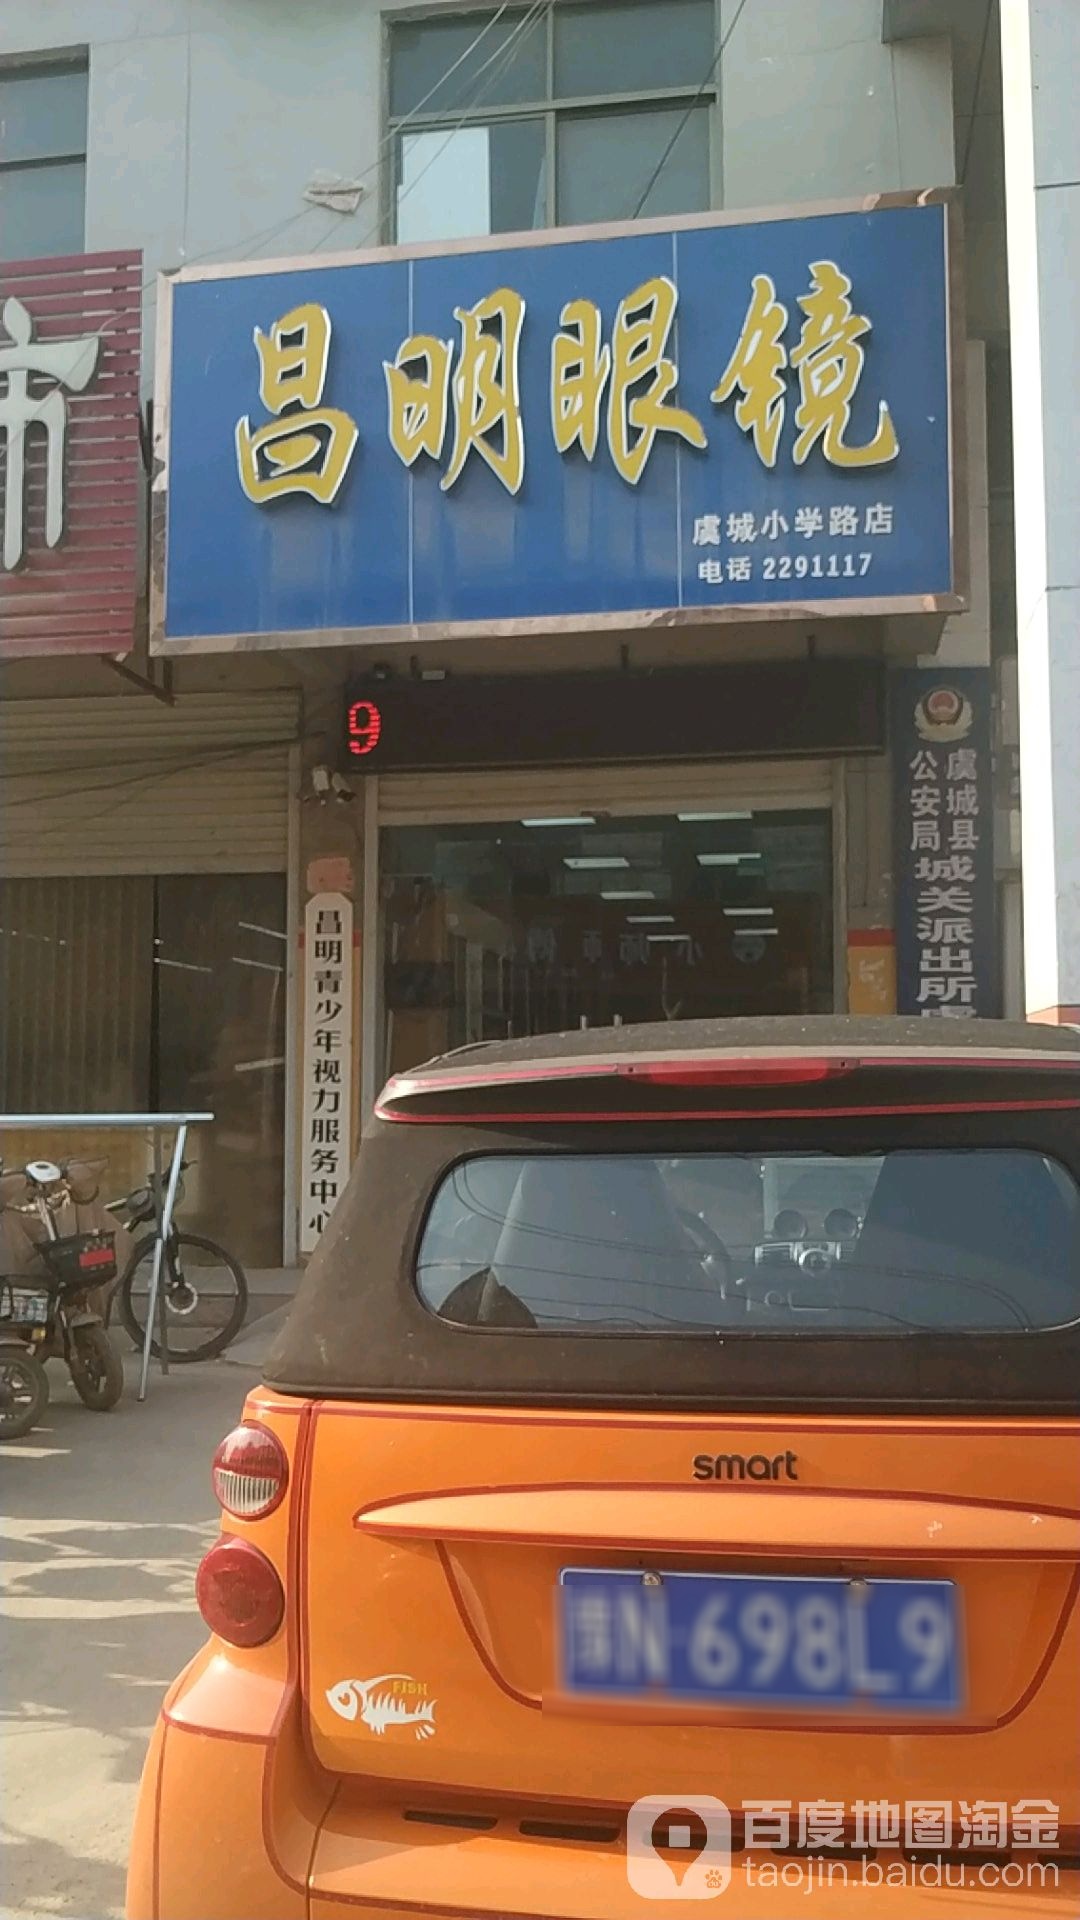 市
昌明眼镜
虞城小学路店
电话 2291117
9
虞城县
公安局
城关派出所
昌明青少年视力服务中心
smart
N 698L9
FISH
百度地图淘金
taojin.baidu.com